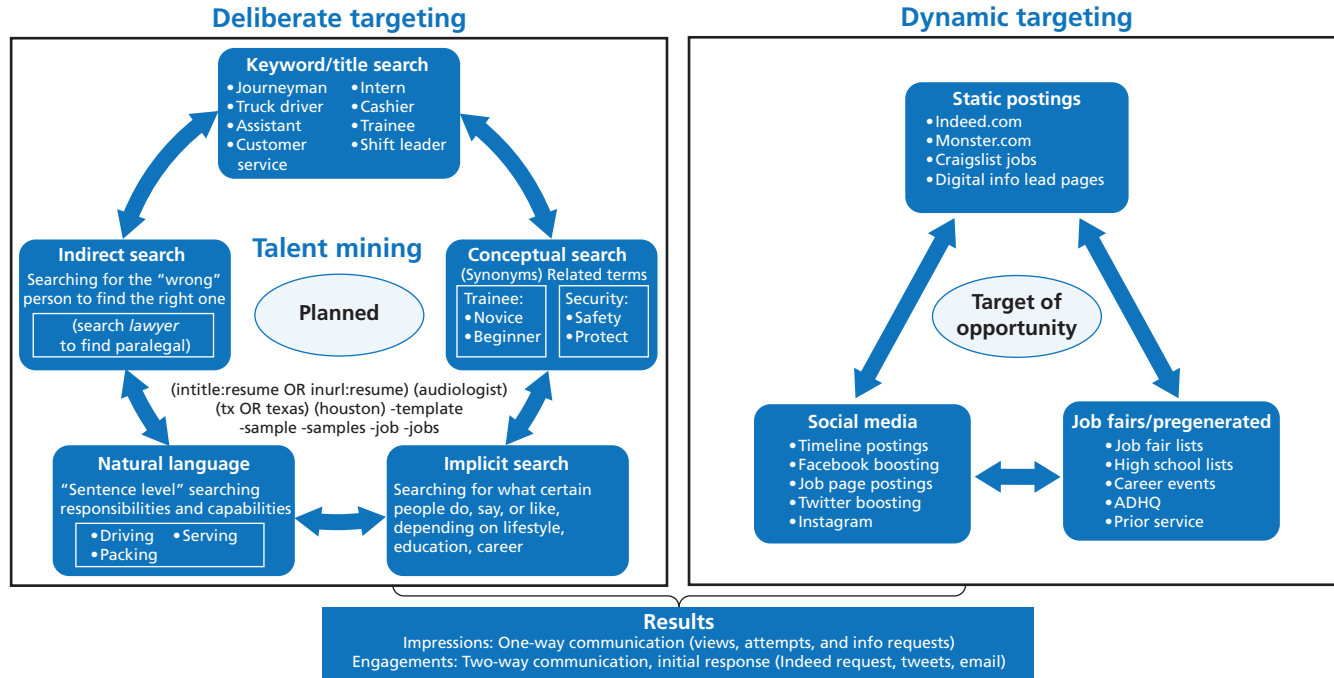 Deliberate targeting
Keyword/title search
• Journeyman
• Truck driver
• Assistant
• Customer
service
• Intern
• Cashier
• Trainee
• Shift leader
Indirect search
Searching for the “wrong”
person to find the right one
(search lawyer
to find paralegal)
Talent mining
Planned
Conceptual search
(Synonyms) Related terms
Trainee:
• Novice
• Beginner
Security:
• Safety
• Protect
(intitle:resume OR inurl:resume) (audiologist)
(tx OR texas) (houston) -template
-sample -samples -job -jobs
Natural language
“Sentence level” searching
responsibilities and capabilities
• Driving • Serving
• Packing
Implicit search
Searching for what certain
people do, say, or like,
depending on lifestyle,
education, career
Dynamic targeting
Static postings
• Indeed.com
• Monster.com
• Craigslist jobs
• Digital info lead pages
Target of
opportunity
Social media
• Timeline postings
• Facebook boosting
• Job page postings
• Twitter boosting
• Instagram
Job fairs/pregenerated
• Job fair lists
• High school lists
• Career events
• ADHQ
• Prior service
Results
Impressions: One-way communication (views, attempts, and info requests)
Engagements: Two-way communication, initial response (Indeed request, tweets, email)